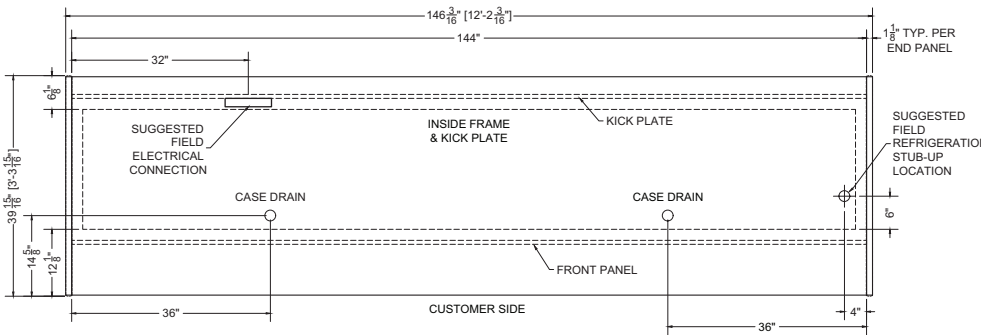 146 3/16" [12'-2 3/16"]
144"
1 1/8" TYP. PER
END PANEL
32"
6 1/8"
39 15/16" [3'-3 15/16"]
SUGGESTED
FIELD
ELECTRICAL
CONNECTION
INSIDE FRAME
& KICK PLATE
KICK PLATE
SUGGESTED
FIELD
REFRIGERATION
STUB-UP
LOCATION
CASE DRAIN
CASE DRAIN
6"
14 5/8"
12 1/8"
FRONT PANEL
36"
CUSTOMER SIDE
36"
4"